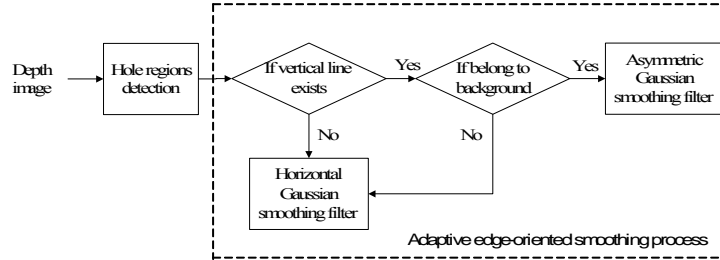 Depth
image
Hole regions
detection
If vertical line
exists
Yes
If belong to
background
Yes
Asymmetric
Gaussian
smoothing filter
No
No
Horizontal
Gaussian
smoothing filter
Adaptive edge-oriented smoothing process